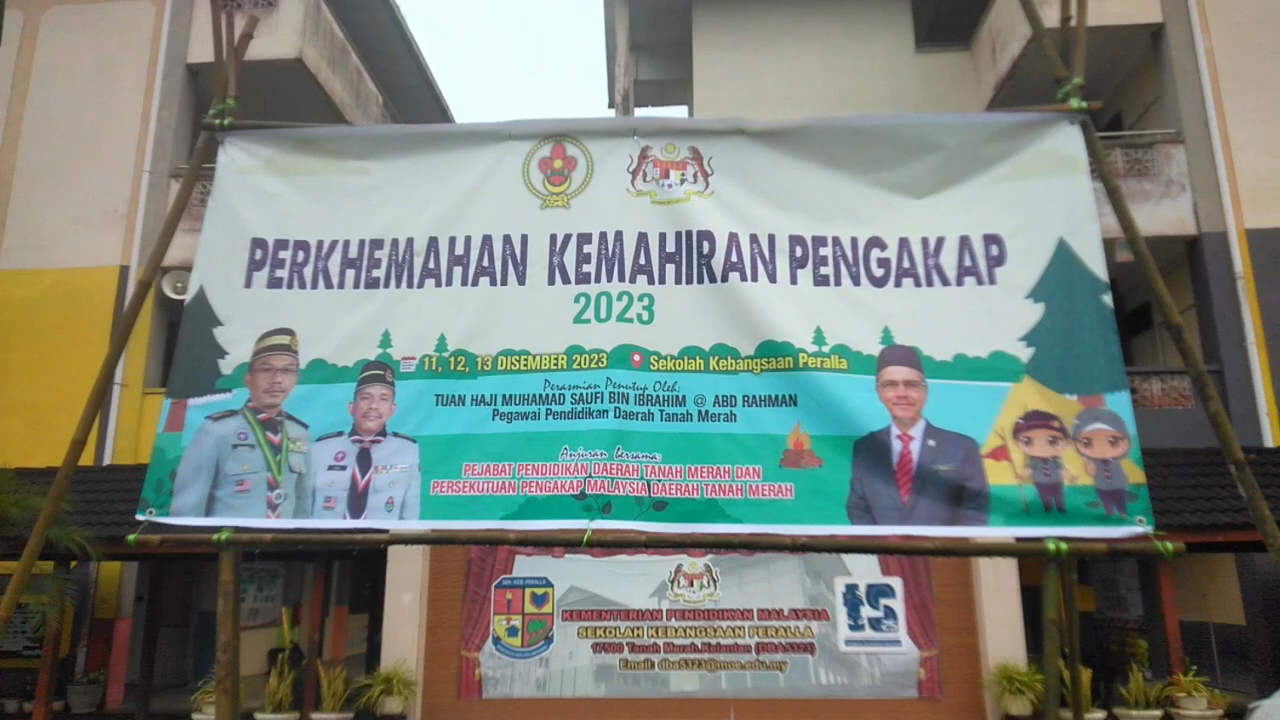 PERKHEMAHAN KEMAHIRAN PENGAKAP
2023
11, 12, 13 DISEMBER 2023 Sekolah Kebangsaan Peralla
Perasmian Penutup Oleh:
TUAN HAJI MUHAMAD SAUFI BIN IBRAHIM @ ABD RAHMAN
Pegawai Pendidikan Daerah Tanah Merah
Anjuran bersama:
PEJABAT PENDIDIKAN DAERAH TANAH MERAH DAN
PERSEKUTUAN PENGAKAP MALAYSIA DAERAH TANAH MERAH
SEK. KEB. PERALLA
KEMENTERIAN PENDIDIKAN MALAYSIA
SEKOLAH KEBANGSAAN PERALLA
17500 Tanah Merah,Kelantan (DBA5323)
Email: dba5323@moe.edu.my